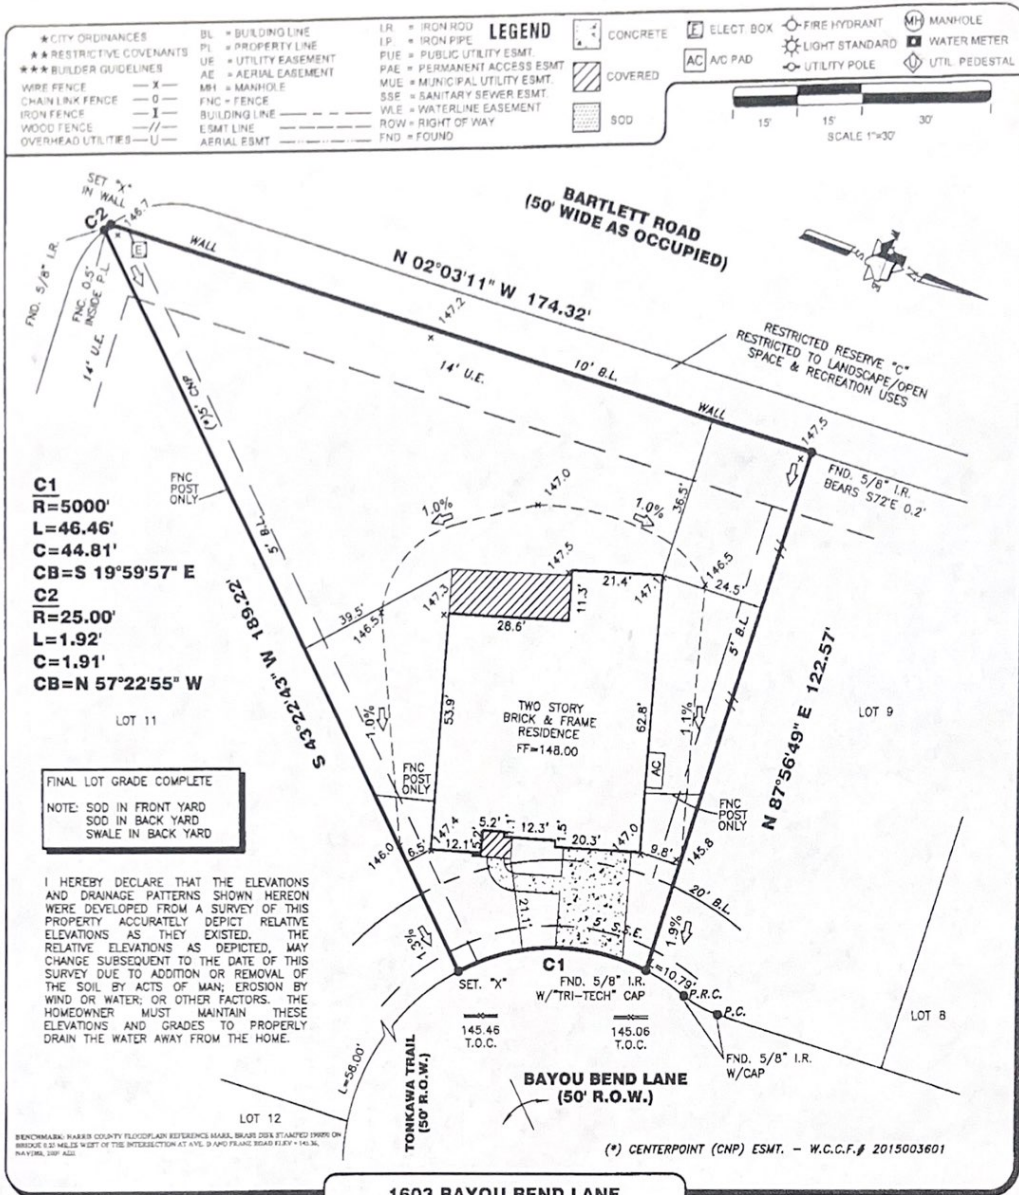 ★ CITY ORDINANCES
★★ RESTRICTIVE COVENANTS
★★★ BUILDER GUIDELINES
WIRE FENCE —X—
CHAIN LINK FENCE —O—
IRON FENCE —I—
WOOD FENCE —//—
OVERHEAD UTILITIES —U—
BL = BUILDING LINE
PL = PROPERTY LINE
UE = UTILITY EASEMENT
AE = AERIAL EASEMENT
MH = MANHOLE
FNC = FENCE
BUILDING LINE
ESMT LINE
AERIAL ESMT
I.R. = IRON ROD
I.P. = IRON PIPE
PUE = PUBLIC UTILITY ESMT.
PAE = PERMANENT ACCESS ESMT
MUE = MUNICIPAL UTILITY ESMT.
SSE = SANITARY SEWER ESMT.
WLE = WATERLINE EASEMENT
ROW = RIGHT OF WAY
FND = FOUND
LEGEND
CONCRETE
COVERED
SOD
E ELECT BOX
AC A/C PAD
FIRE HYDRANT
LIGHT STANDARD
UTILITY POLE
MH MANHOLE
WATER METER
UTIL PEDESTAL
15' 15' 30'
SCALE 1"=30'
SET "X"
IN WALL
C2
146.7
E
WALL
FND. 5/8" I.R.
FNC 0.5'
INSIDE P.L.
14' U.E.
(*)25' CNP
BARTLETT ROAD
(50' WIDE AS OCCUPIED)
N 02°03'11" W 174.32'
147.2
14' U.E.
10' B.L.
WALL
147.5
RESTRICTED RESERVE "C"
RESTRICTED TO LANDSCAPE/OPEN
SPACE & RECREATION USES
FND. 5/8" I.R.
BEARS S72°E 0.2'
FNC
POST
ONLY
C1
R=5000'
L=46.46'
C=44.81'
CB=S 19°59'57" E
C2
R=25.00'
L=1.92'
C=1.91'
CB=N 57°22'55" W
LOT 11
5' B.L.
S 43°22'43" W 189.22'
1.0%
147.0
1.0%
36.5'
39.5'
146.5
147.3
147.5
28.6'
11.3'
21.4'
147.1
146.5
24.5'
5' B.L.
1.0%
53.9'
TWO STORY
BRICK & FRAME
RESIDENCE
FF=148.00
62.8'
1.1%
N 87°56'49" E 122.57'
LOT 9
AC
FNC
POST
ONLY
FNC
POST
ONLY
FINAL LOT GRADE COMPLETE
NOTE: SOD IN FRONT YARD
SOD IN BACK YARD
SWALE IN BACK YARD
146.0
6.5'
147.4
12.1'
5.2'
12.3'
1.5'
20.3'
147.0
9.8'
145.8
20' B.L.
21.1'
1.3%
1.9%
C1
I HEREBY DECLARE THAT THE ELEVATIONS
AND DRAINAGE PATTERNS SHOWN HEREON
WERE DEVELOPED FROM A SURVEY OF THIS
PROPERTY ACCURATELY DEPICT RELATIVE
ELEVATIONS AS THEY EXISTED. THE
RELATIVE ELEVATIONS AS DEPICTED, MAY
CHANGE SUBSEQUENT TO THE DATE OF THIS
SURVEY DUE TO ADDITION OR REMOVAL OF
THE SOIL BY ACTS OF MAN; EROSION BY
WIND OR WATER; OR OTHER FACTORS. THE
HOMEOWNER MUST MAINTAIN THESE
ELEVATIONS AND GRADES TO PROPERLY
DRAIN THE WATER AWAY FROM THE HOME.
SET. "X"
FND. 5/8" I.R.
W/"TRI-TECH" CAP
L=10.79'
P.R.C.
P.C.
FND. 5/8" I.R.
W/CAP
LOT 8
145.46
T.O.C.
145.06
T.O.C.
L=58.00'
TONKAWA TRAIL
(50' R.O.W.)
BAYOU BEND LANE
(50' R.O.W.)
LOT 12
(*) CENTERPOINT (CNP) ESMT. – W.C.C.F.# 2015003601
1603 BAYOU BEND LANE